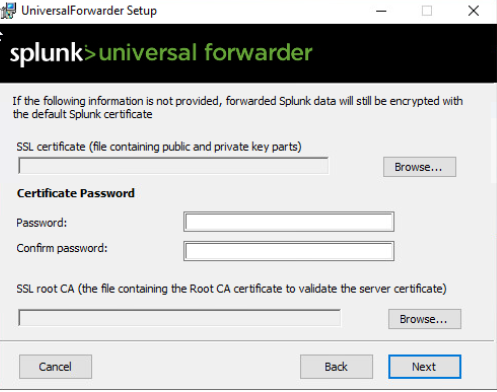 UniversalForwarder Setup
splunk>universal forwarder
If the following information is not provided, forwarded Splunk data will still be encrypted with
the default Splunk certificate
SSL certificate (file containing public and private key parts)
Browse...
Certificate Password
Password:
Confirm password:
SSL root CA (the file containing the Root CA certificate to validate the server certificate)
Browse...
Cancel Back Next